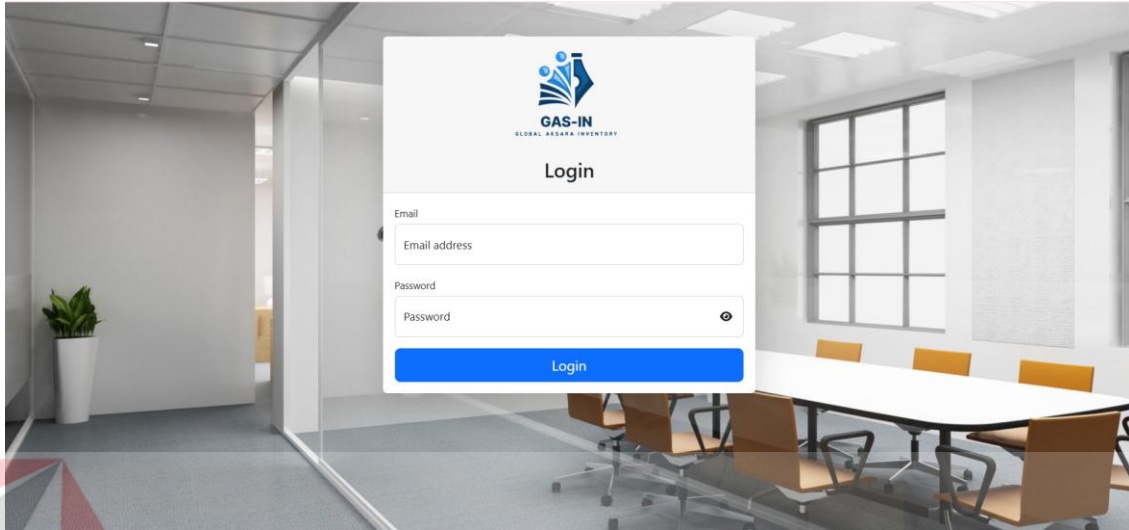 GAS-IN
GLOBAL AKSARA INVENTORY
Login
Email
Email address
Password
Password
Login